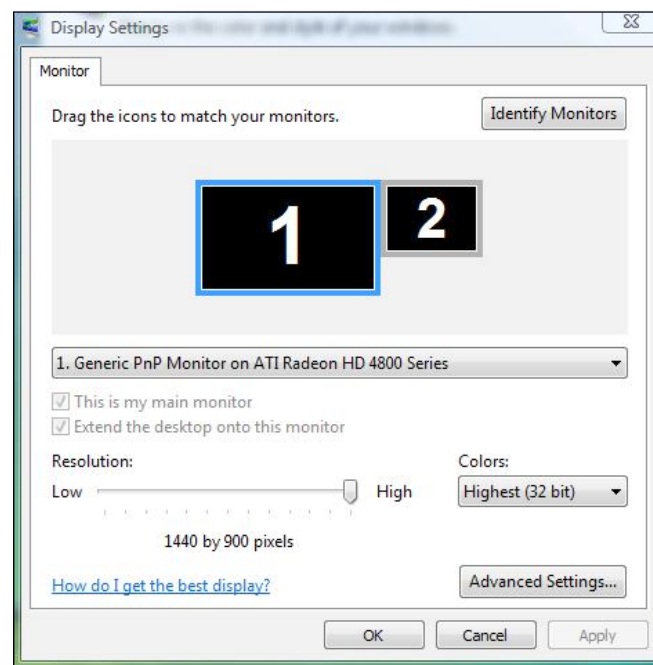 Display Settings
Monitor
Drag the icons to match your monitors.
Identify Monitors
1
2
1. Generic PnP Monitor on ATI Radeon HD 4800 Series
This is my main monitor
Extend the desktop onto this monitor
Resolution:
Colors:
Low
High
Highest (32 bit)
1440 by 900 pixels
How do I get the best display?
Advanced Settings...
OK
Cancel
Apply